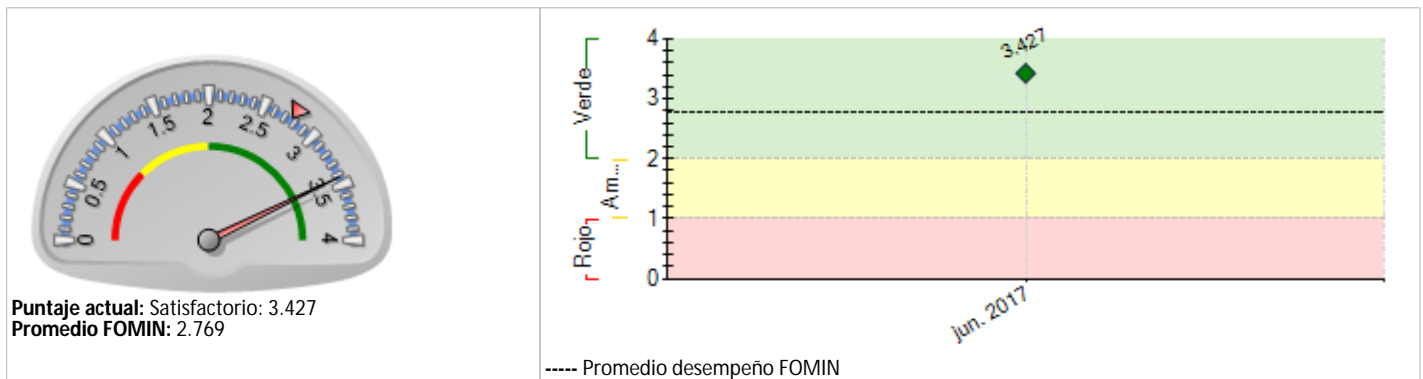 0
0.5
1
1.5
2
2.5
3
3.5
4
Puntaje actual: Satisfactorio: 3.427
Promedio FOMIN: 2.769
4
3
2
1
0
Verde
Am...
Rojo
3.427
jun. 2017
----- Promedio desempeño FOMIN